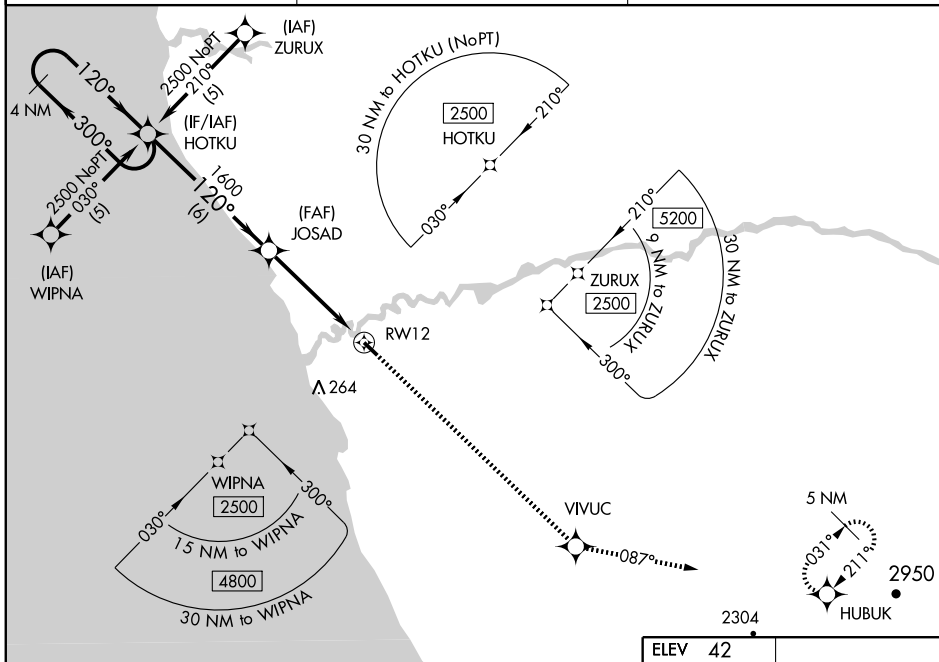 (IAF)
ZURUX
2500 NoPT
210°
(5)
120°
4 NM
300°
(IF/IAF)
HOTKU
2500 NoPT
030°
(5)
(IAF)
WIPNA
1600
120°
(6)
(FAF)
JOSAD
RW12
264
30 NM to HOTKU (NoPT)
2500
HOTKU
210°
030°
210°
5200
ZURUX
2500
9 NM to ZURUX
30 NM to ZURUX
300°
WIPNA
2500
030°
300°
15 NM to WIPNA
4800
30 NM to WIPNA
VIVUC
087°
5 NM
031°
211°
HUBUK
2950
2304
ELEV 42